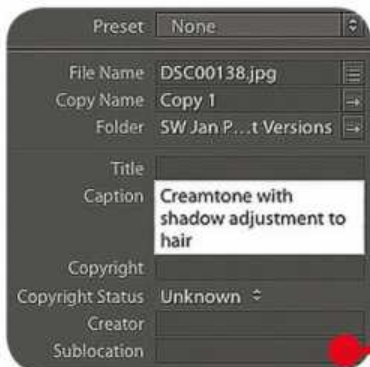 Preset None
File Name DSC00138.jpg
Copy Name Copy 1
Folder SW Jan P...t Versions
Title
Caption Creamtone with
shadow adjustment to
hair
Copyright
Copyright Status Unknown
Creator
Sublocation